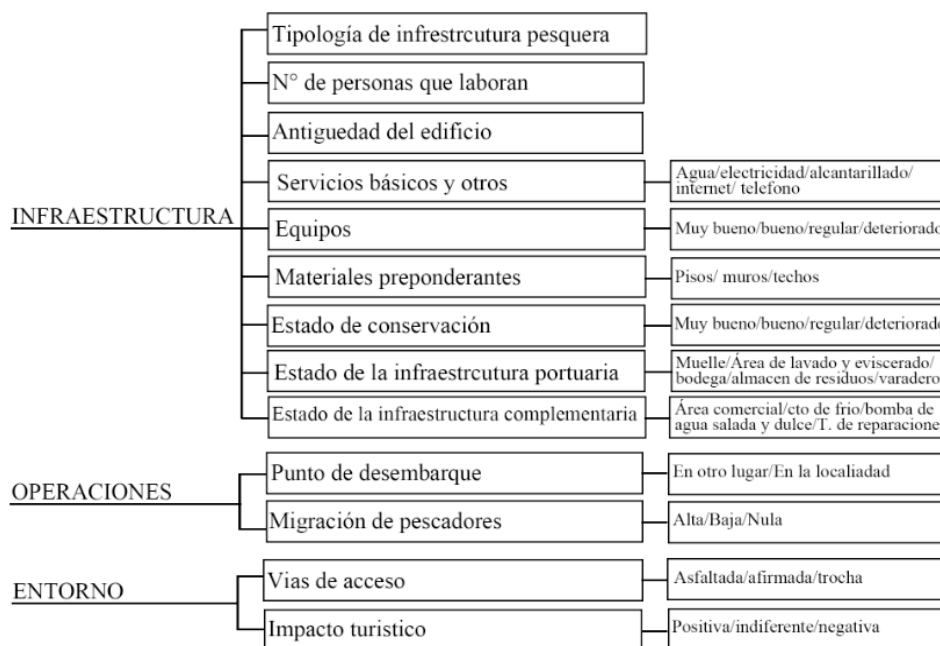 INFRAESTRUCTURA
Tipología de infrestrcutura pesquera
N° de personas que laboran
Antiguedad del edificio
Servicios básicos y otros
Agua/electricidad/alcantarillado/
internet/ telefono
Equipos
Muy bueno/bueno/regular/deteriorado
Materiales preponderantes
Pisos/ muros/techos
Estado de conservación
Muy bueno/bueno/regular/deteriorado
Estado de la infraestrcutura portuaria
Muelle/Área de lavado y eviscerado/
bodega/almacen de residuos/varadero
Estado de la infraestructura complementaria
Área comercial/cto de frio/bomba de
agua salada y dulce/T. de reparacione
OPERACIONES
Punto de desembarque
En otro lugar/En la localiadad
Migración de pescadores
Alta/Baja/Nula
ENTORNO
Vias de acceso
Asfaltada/afirmada/trocha
Impacto turistico
Positiva/indiferente/negativa